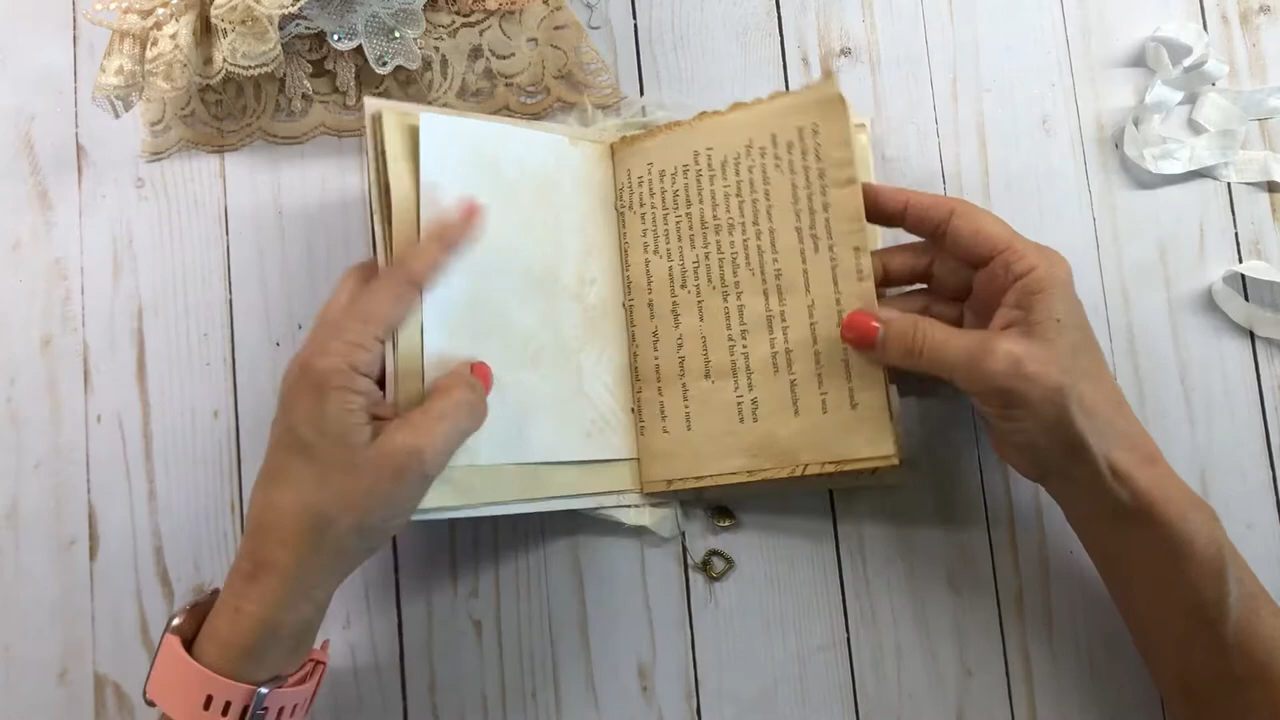 "You know, don't you, I was
He could not have denied it. He could not have denied Matthew.
"Yes," he said, feeling the admission sawed from his heart.
"How long have you known?"
"Since I drove Ollie to Dallas to be fitted for a prosthesis. When
I read his medical file and learned the extent of his injuries, I knew
that Matthew could only be mine."
Her mouth grew taut. "Then you know . . . everything."
"Yes, Mary, I know everything."
She closed her eyes and wavered slightly. "Oh, Percy, what a mess
I've made of everything."
He took her by the shoulders again. "What a mess we made of
everything."
"You'd gone to Canada when I found out," she said. "I waited for